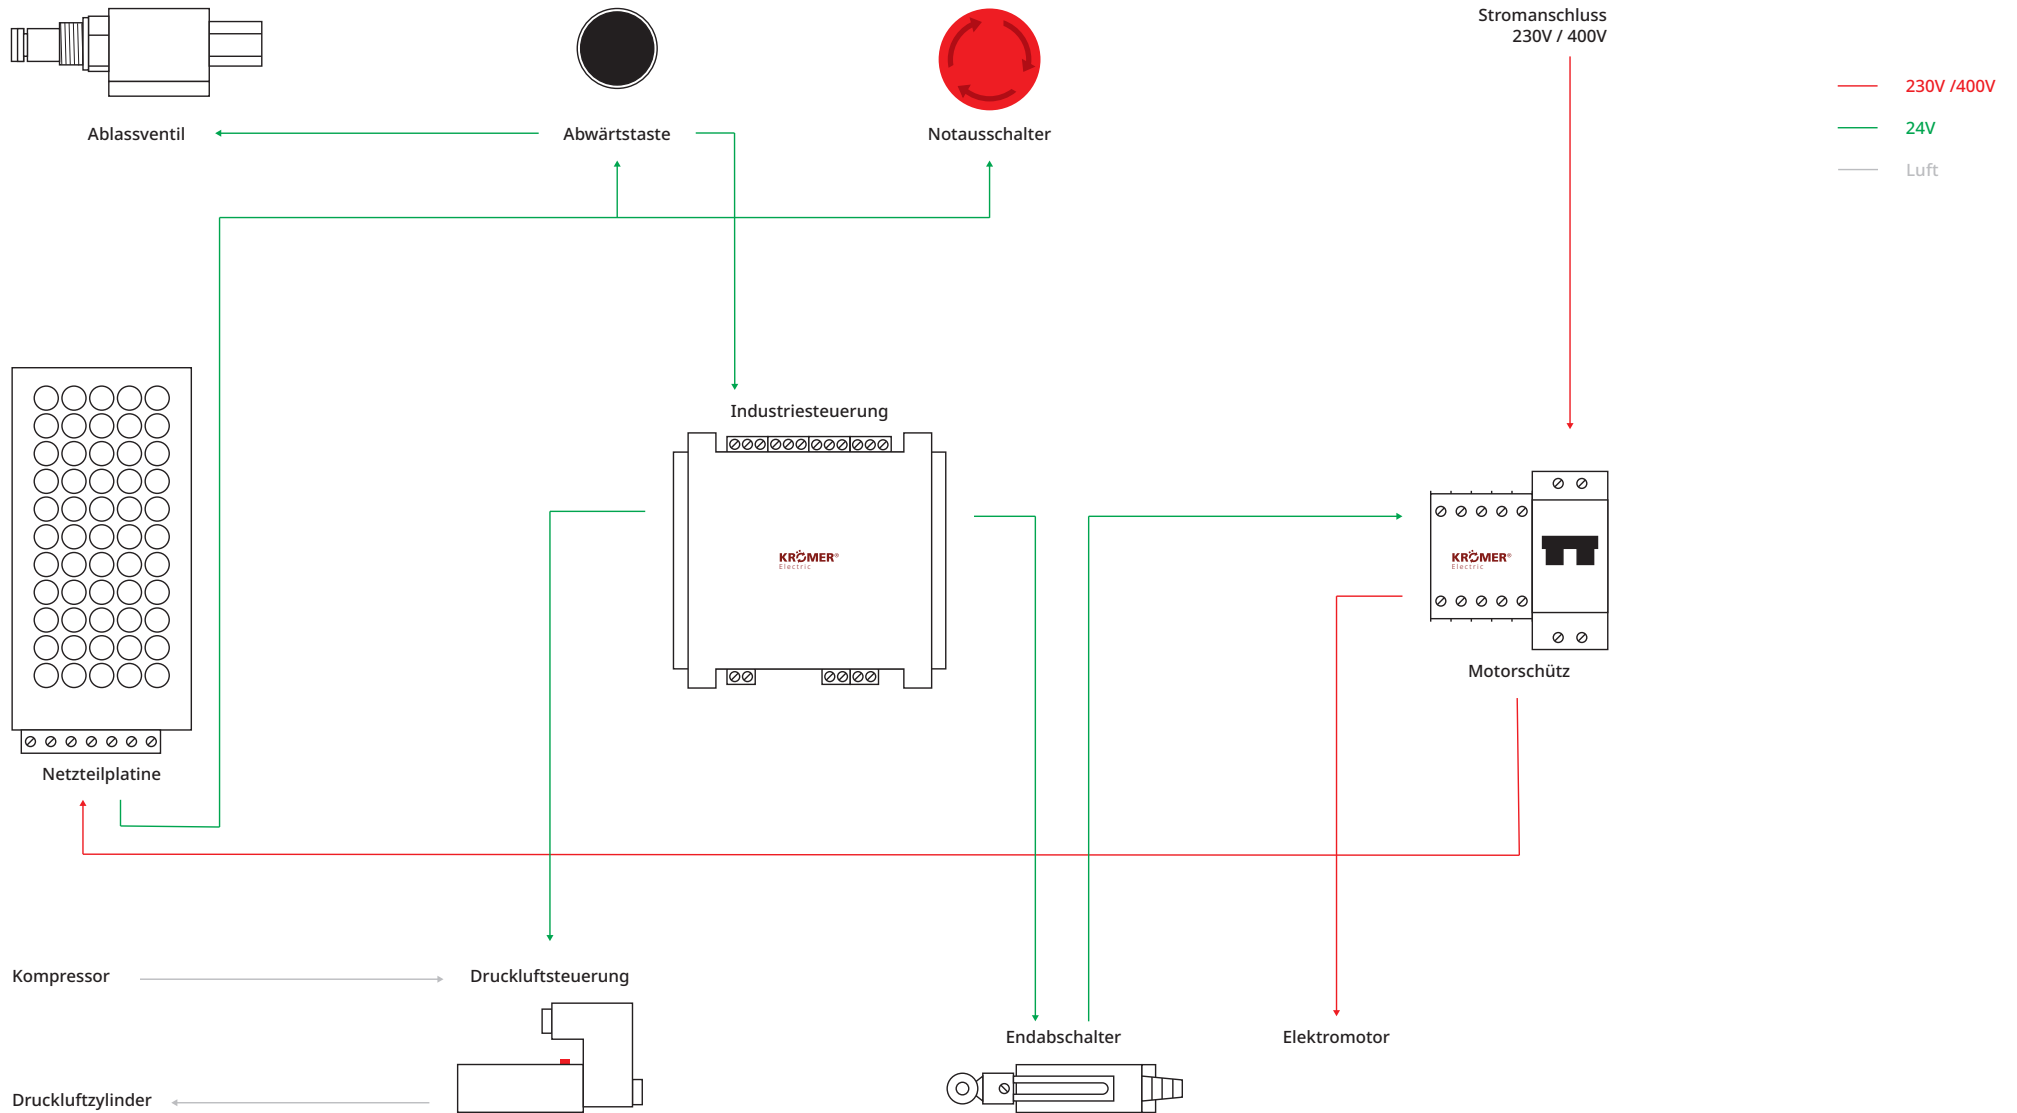 Stromanschluss
230V / 400V
230V /400V
24V
Luft
Ablassventil
Abwärtstaste
Notausschalter
Industriesteuerung
KRÖMER®
Electric
KRÖMER®
Electric
Motorschütz
Netzteilplatine
Kompressor
Druckluftsteuerung
Endabschalter
Elektromotor
Druckluftzylinder